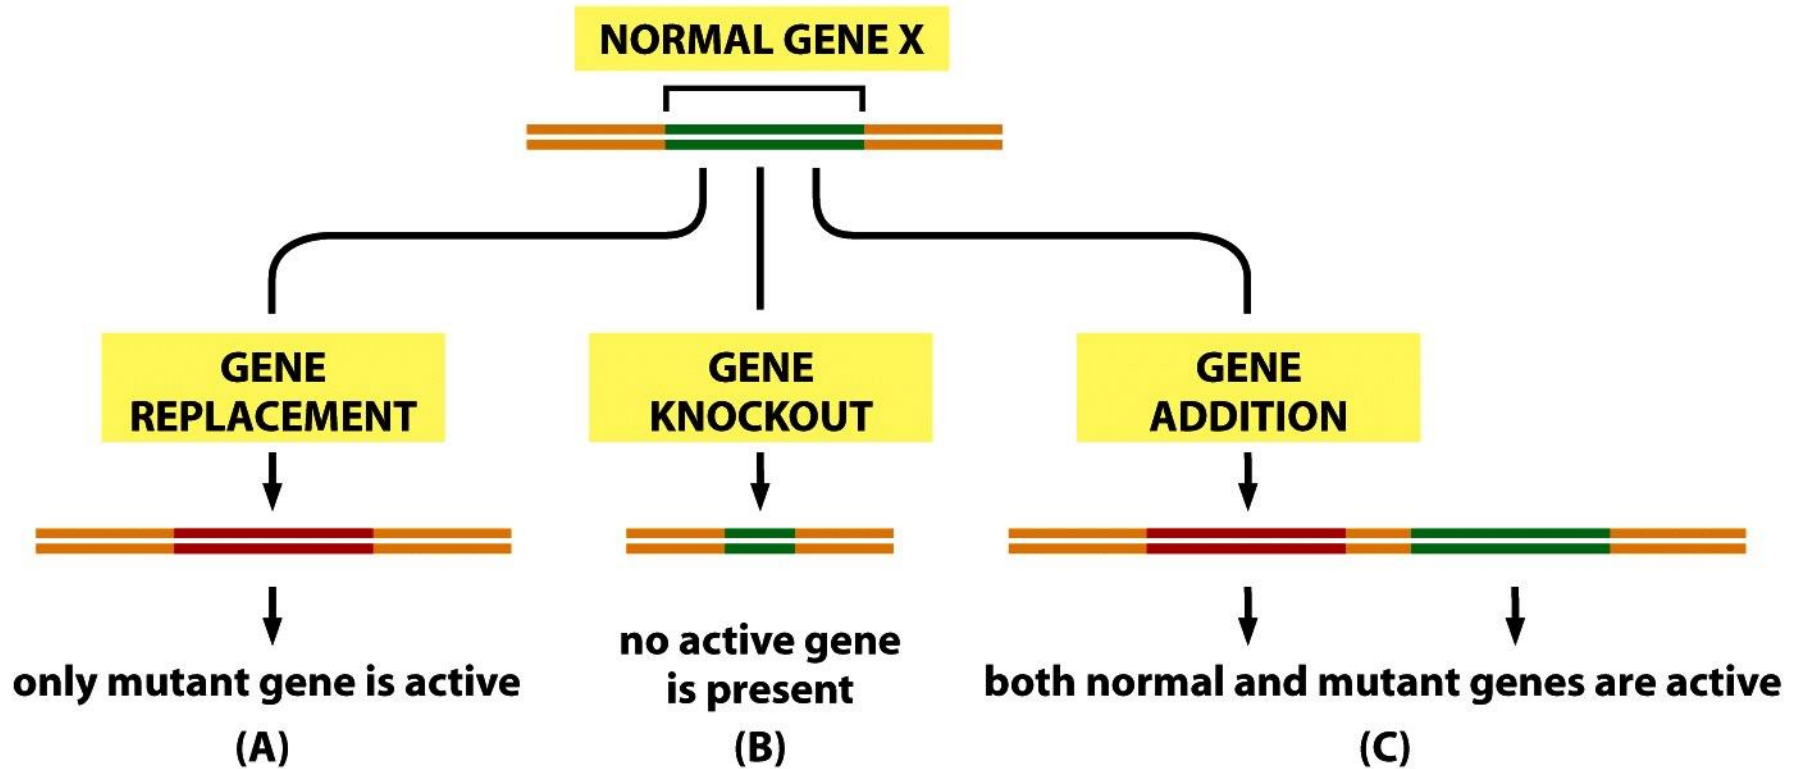 NORMAL GENE X
GENE
REPLACEMENT
GENE
KNOCKOUT
GENE
ADDITION
only mutant gene is active
no active gene
is present
both normal and mutant genes are active
(A)
(B)
(C)